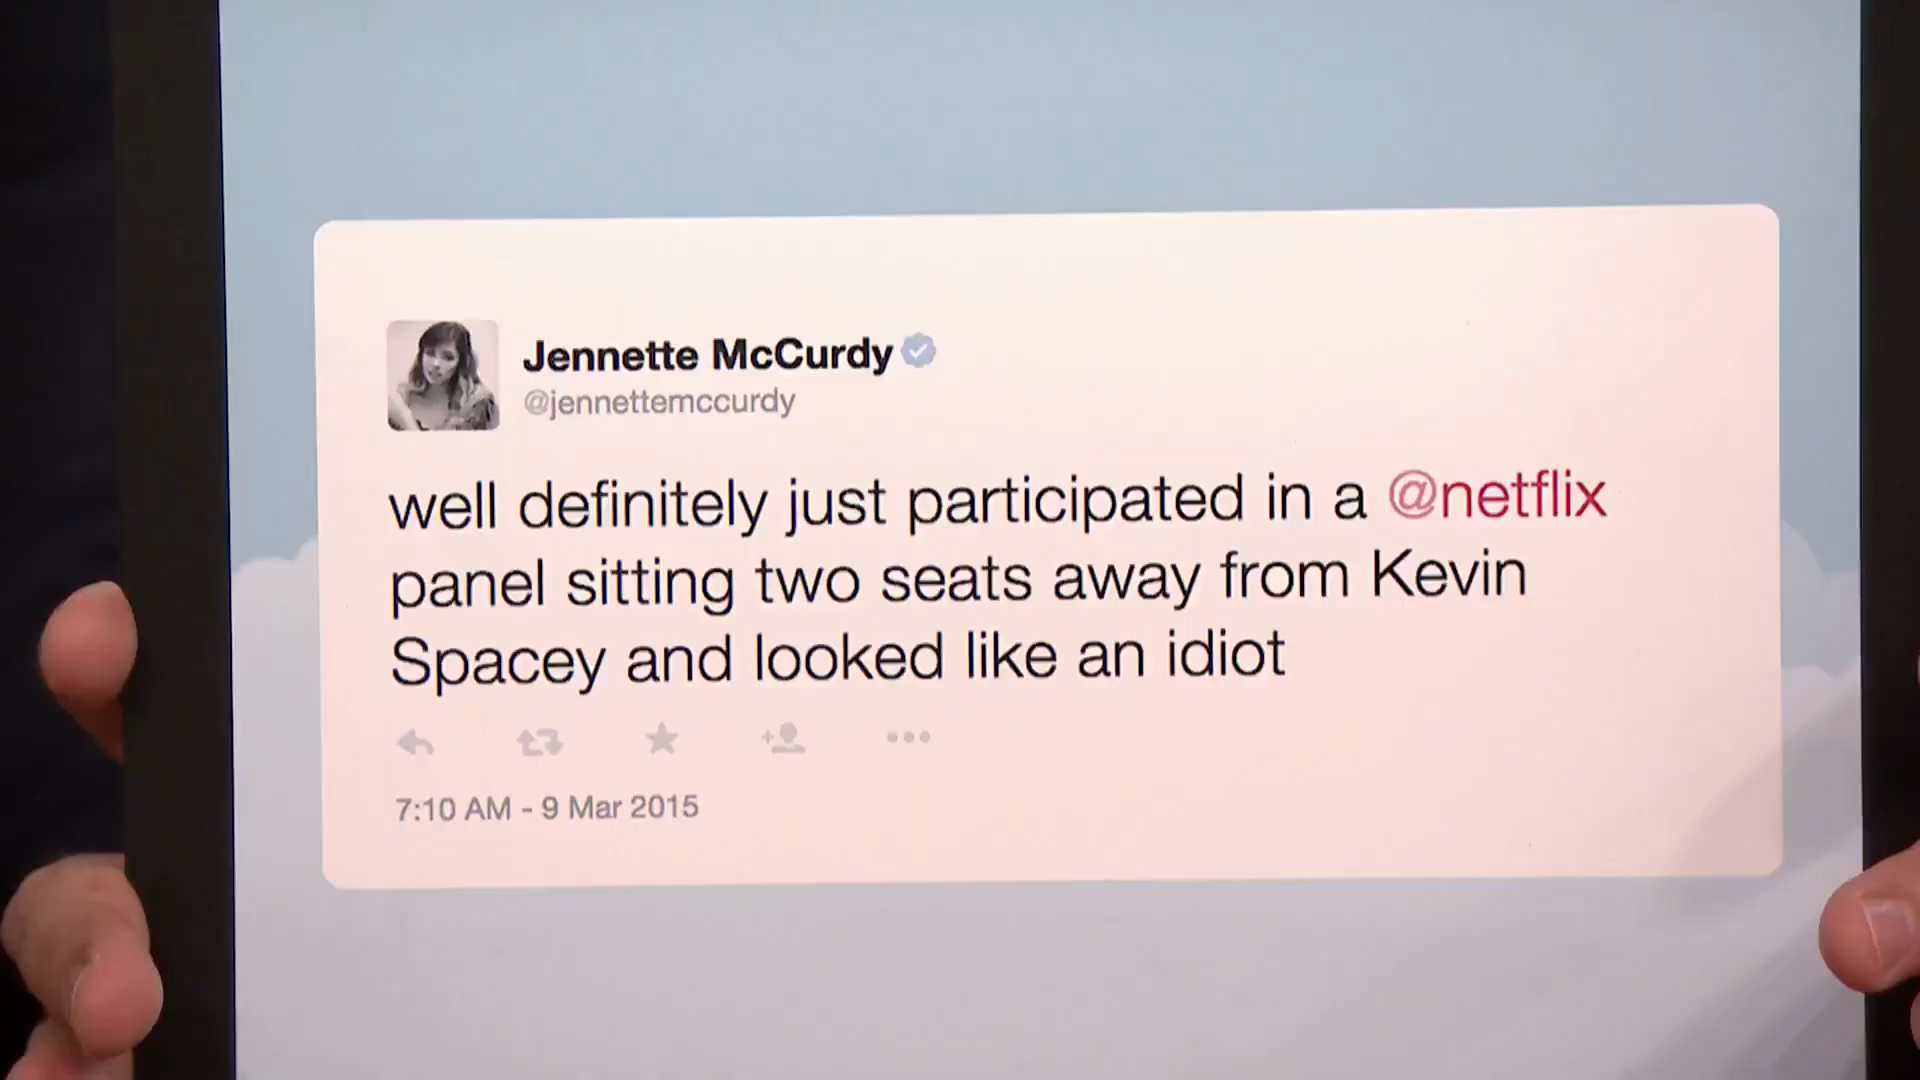 Jennette McCurdy
@jennettemccurdy
well definitely just participated in a @netflix
panel sitting two seats away from Kevin
Spacey and looked like an idiot
7:10 AM - 9 Mar 2015